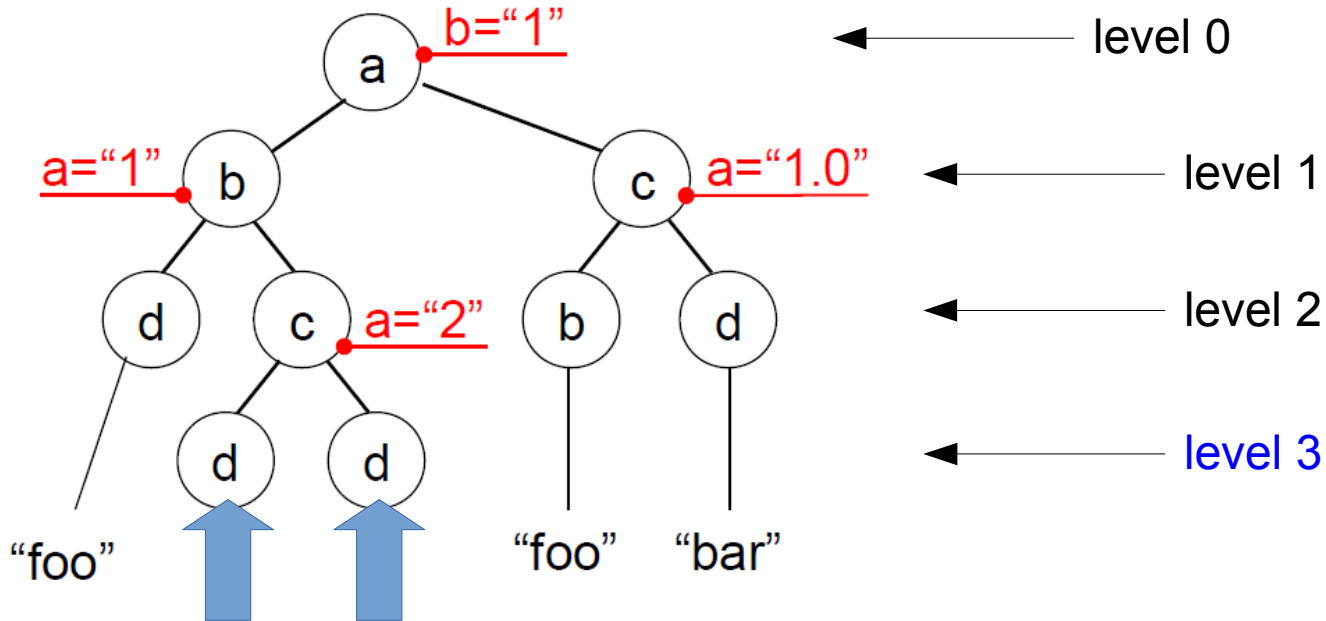 b=“1”
level 0
a
a=“1”
b
c
a=“1.0”
level 1
d
c
a=“2”
b
d
level 2
d
d
level 3
“foo”
“foo”
“bar”